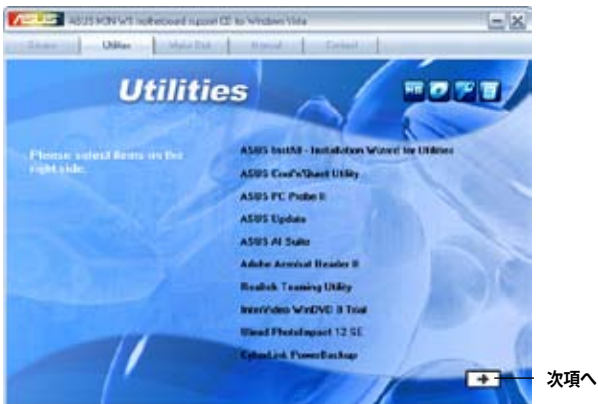 ASUS M3N WS motherboard support CD for Windows Vista
Drivers
Utilities
Make Disk
Manual
Contact
Utilities
Please select items on the
right side.
ASUS InstAll - Installation Wizard for Utilities
ASUS Cool'n'Quiet Utility
ASUS PC Probe II
ASUS Update
ASUS AI Suite
Adobe Acrobat Reader 8
Realtek Teaming Utility
InterVideo WinDVD 8 Trial
Ulead PhotoImpact 12 SE
CyberLink PowerBackup
次項へ